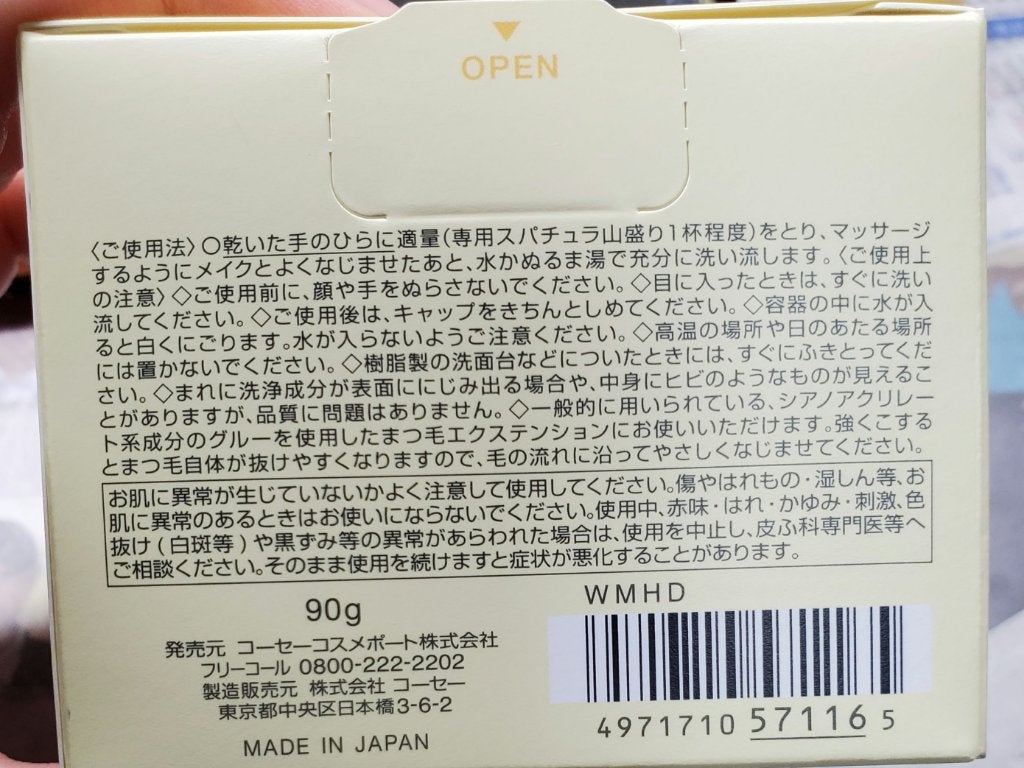 ▼
OPEN
〈ご使用法〉○乾いた手のひらに適量(専用スパチュラ山盛り1杯程度)をとり、マッサージ
するようにメイクとよくなじませたあと、水かぬるま湯で充分に洗い流します。〈ご使用上
の注意〉◇ご使用前に、顔や手をぬらさないでください。◇目に入ったときは、すぐに洗い
流してください。◇ご使用後は、キャップをきちんとしめてください。◇容器の中に水が入
ると白くにごります。水が入らないようご注意ください。◇高温の場所や日のあたる場所
には置かないでください。◇樹脂製の洗面台などについたときには、すぐにふきとってくだ
さい。◇まれに洗浄成分が表面ににじみ出る場合や、中身にヒビのようなものが見えるこ
とがありますが、品質に問題はありません。◇一般的に用いられている、シアノアクリレー
ト系成分のグルーを使用したまつ毛エクステンションにお使いいただけます。強くこする
とまつ毛自体が抜けやすくなりますので、毛の流れに沿ってやさしくなじませてください。
お肌に異常が生じていないかよく注意して使用してください。傷やはれもの・湿しん等、お
肌に異常のあるときはお使いにならないでください。使用中、赤味・はれ・かゆみ・刺激、色
抜け(白斑等)や黒ずみ等の異常があらわれた場合は、使用を中止し、皮ふ科専門医等へ
ご相談ください。そのまま使用を続けますと症状が悪化することがあります。
90g
発売元 コーセーコスメポート株式会社
フリーコール 0800-222-2202
製造販売元 株式会社 コーセー
東京都中央区日本橋3-6-2
MADE IN JAPAN
WMHD
4971710 571165